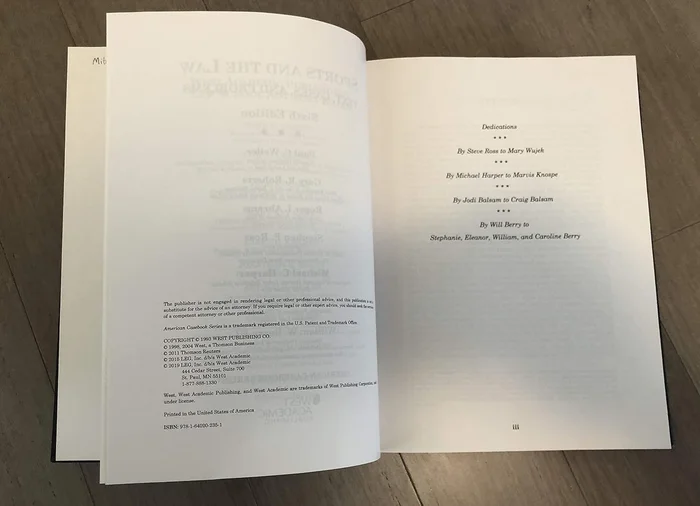 Mib
SPORTS AND THE LAW
Sixth Edition
The publisher is not engaged in rendering legal or other professional advice, and this publication is
substitute for the advice of an attorney. If you require legal or other expert advice, you should seek the
of a competent attorney or other professional.
American Casebook Series is a trademark registered in the U.S. Patent and Trademark Office.
COPYRIGHT © 1993 WEST PUBLISHING CO.
© 1998, 2004 West, a Thomson Business
© 2011 Thomson Reuters
© 2015 LEG, Inc. d/b/a West Academic
© 2019 LEG, Inc. d/b/a West Academic
444 Cedar Street, Suite 700
St. Paul, MN 55101
1-877-888-1330
West, West Academic Publishing, and West Academic are trademarks of West Publishing Corporation,
under license.
Printed in the United States of America
ISBN: 978-1-64020-235-1
Dedications
* * *
By Steve Ross to Mary Wujek
* * *
By Michael Harper to Marvis Knospe
* * *
By Jodi Balsam to Craig Balsam
* * *
By Will Berry to
Stephanie, Eleanor, William, and Caroline Berry
iii